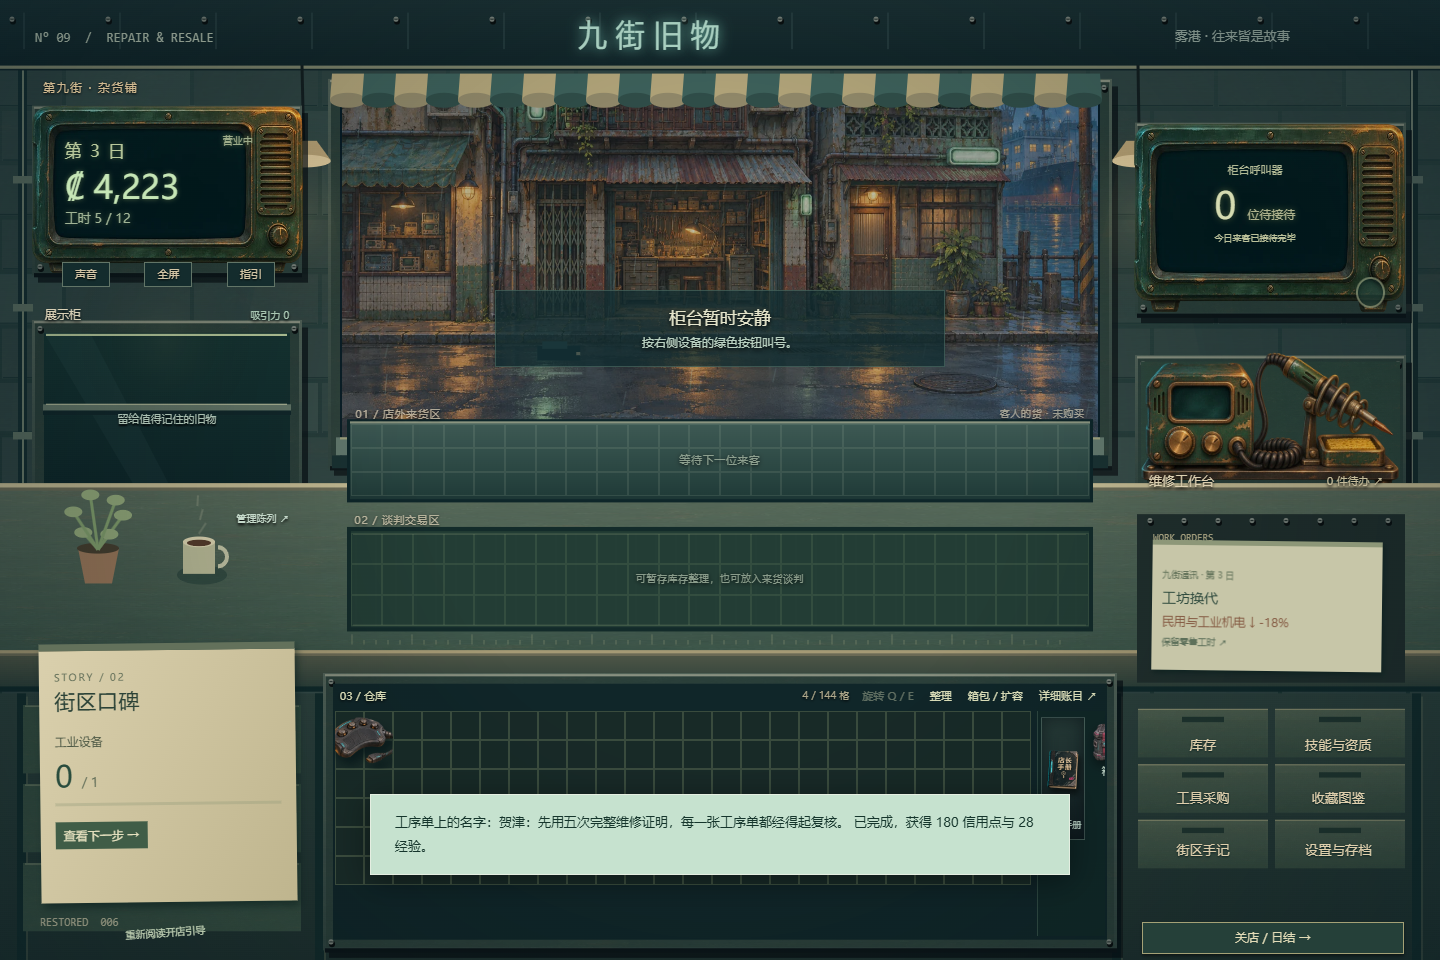 N° 09 / REPAIR & RESALE
九街旧物
雾港 · 往来皆是故事
第九街 · 杂货铺
营业中
第 3 日
₡ 4,223
工时 5 / 12
声音
全屏
指引
柜台呼叫器
0 位待接待
今日来客已接待完毕
展示柜
吸引力 0
留给值得记住的旧物
管理陈列 ↗
柜台暂时安静
按右侧设备的绿色按钮叫号。
01 / 店外来货区
客人的货 · 未购买
等待下一位来客
02 / 谈判交易区
可暂存库存整理，也可放入来货谈判
维修工作台
0 件待办 ↗
WORK ORDERS
九街通讯 · 第 3 日
工坊换代
民用与工业机电 ↓ -18%
保留零售工时 ↗
STORY / 02
街区口碑
工业设备
0 / 1
查看下一步 →
RESTORED 006
重新阅读开店引导
03 / 仓库
4 / 144 格
旋转 Q / E
整理
箱包 / 扩容
详细账目 ↗
店长手册
工序单上的名字：贺津：先用五次完整维修证明，每一张工序单都经得起复核。 已完成，获得 180 信用点与 28
经验。
库存
技能与资质
工具采购
收藏图鉴
街区手记
设置与存档
关店 / 日结 →